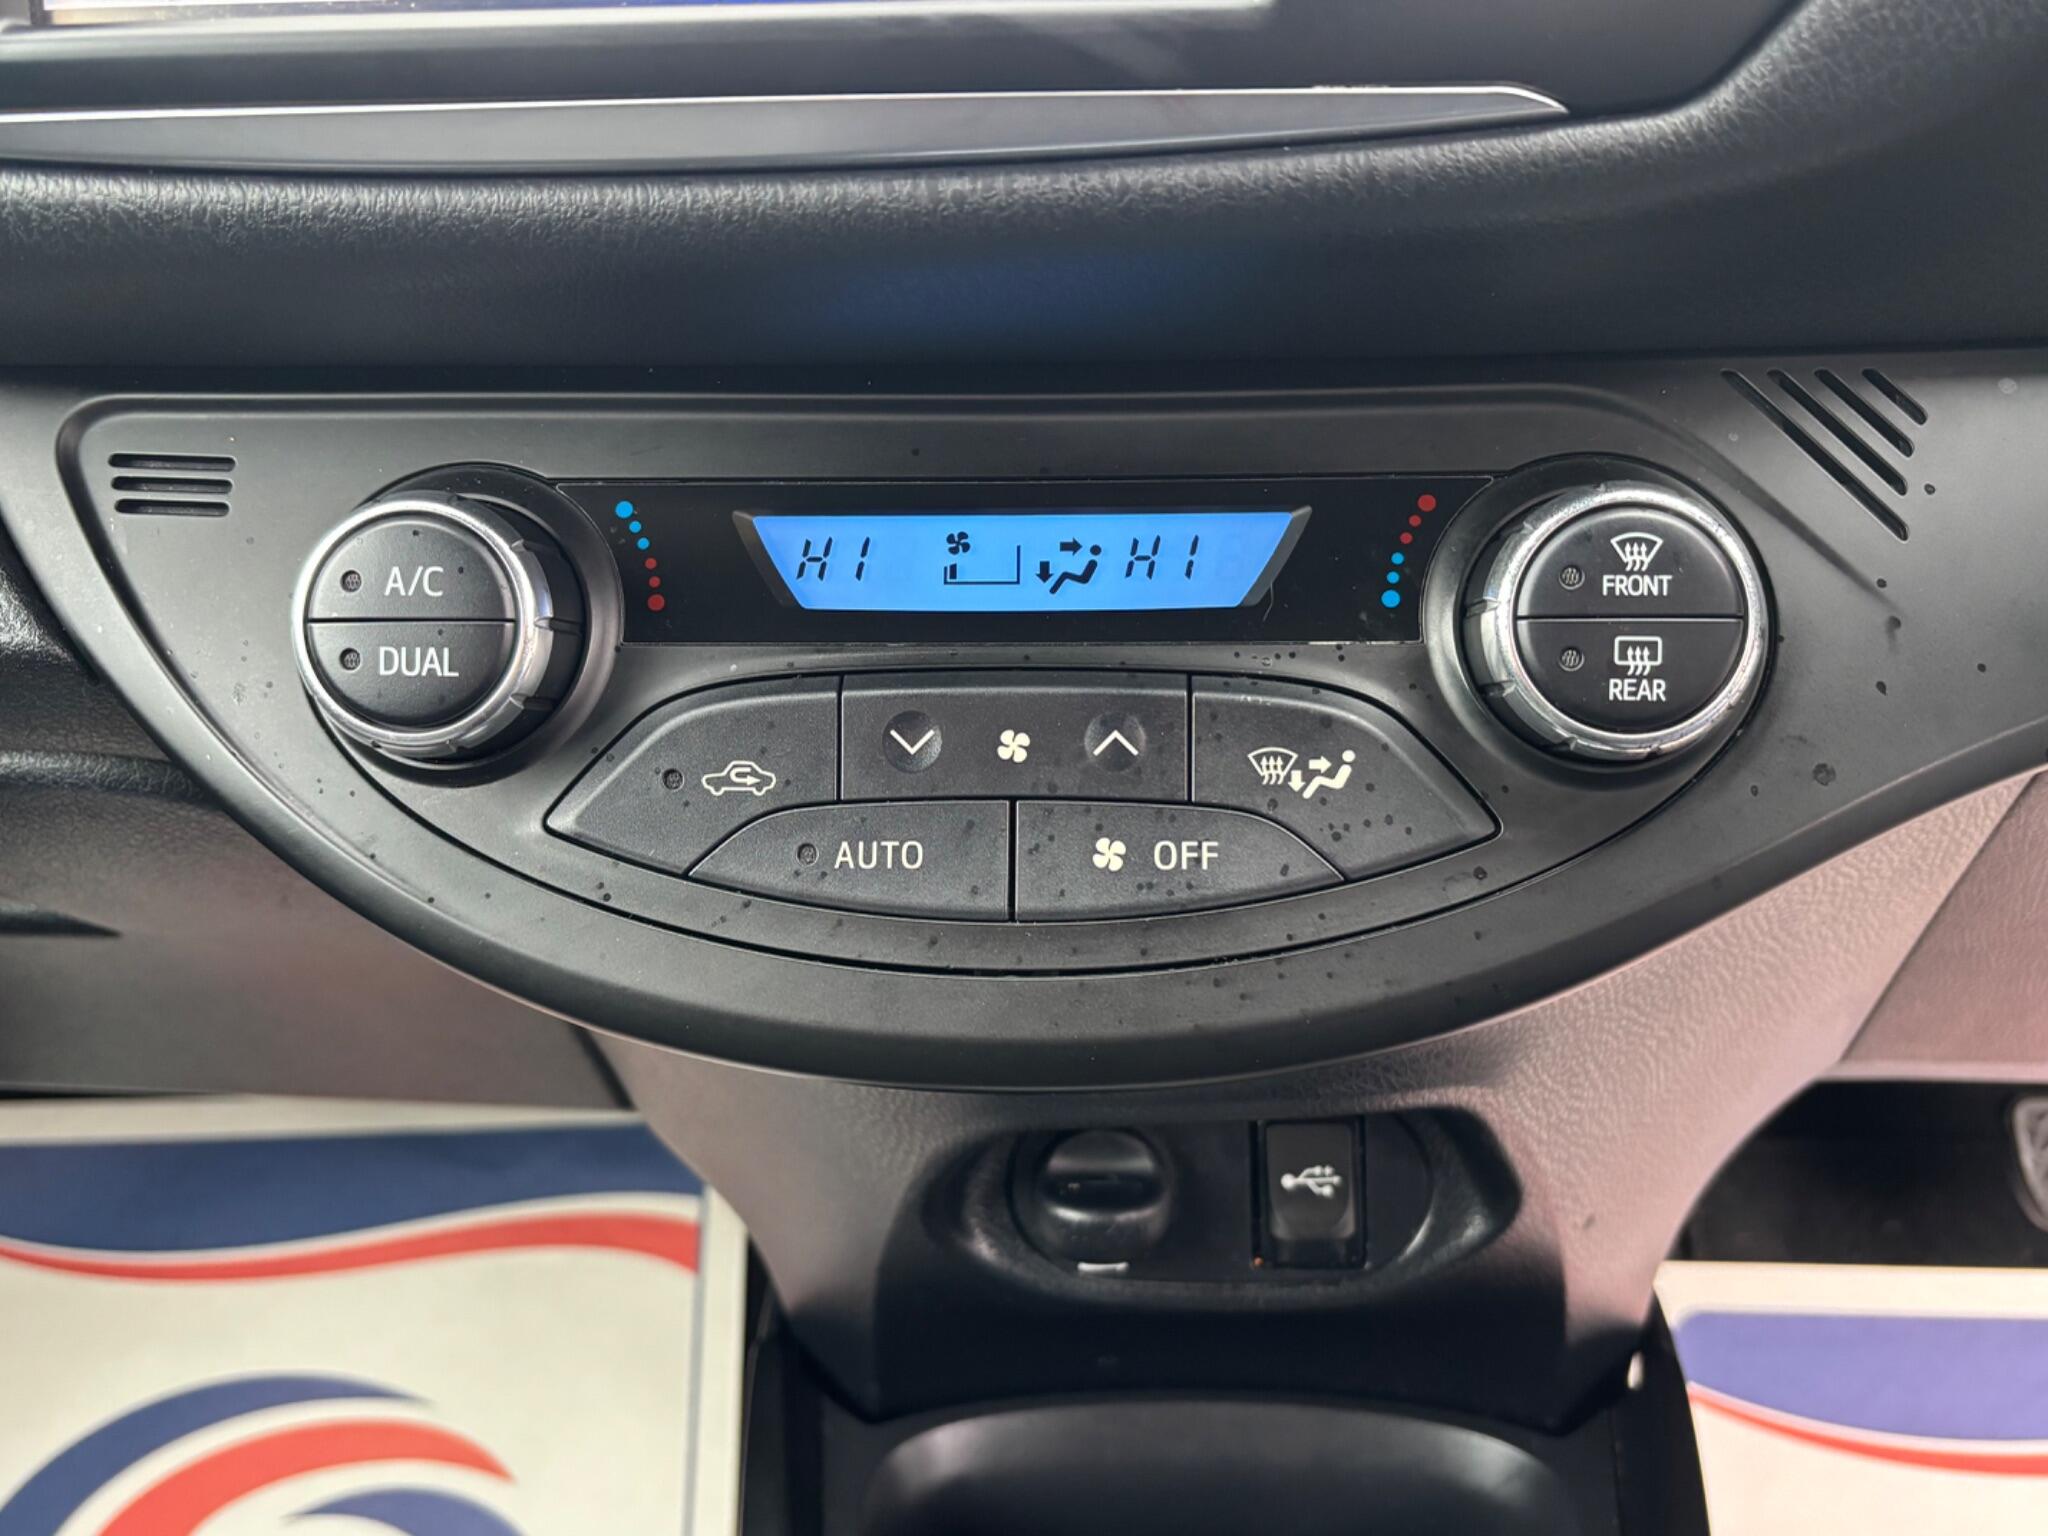 HI HI
A/C
DUAL
FRONT
REAR
AUTO
OFF